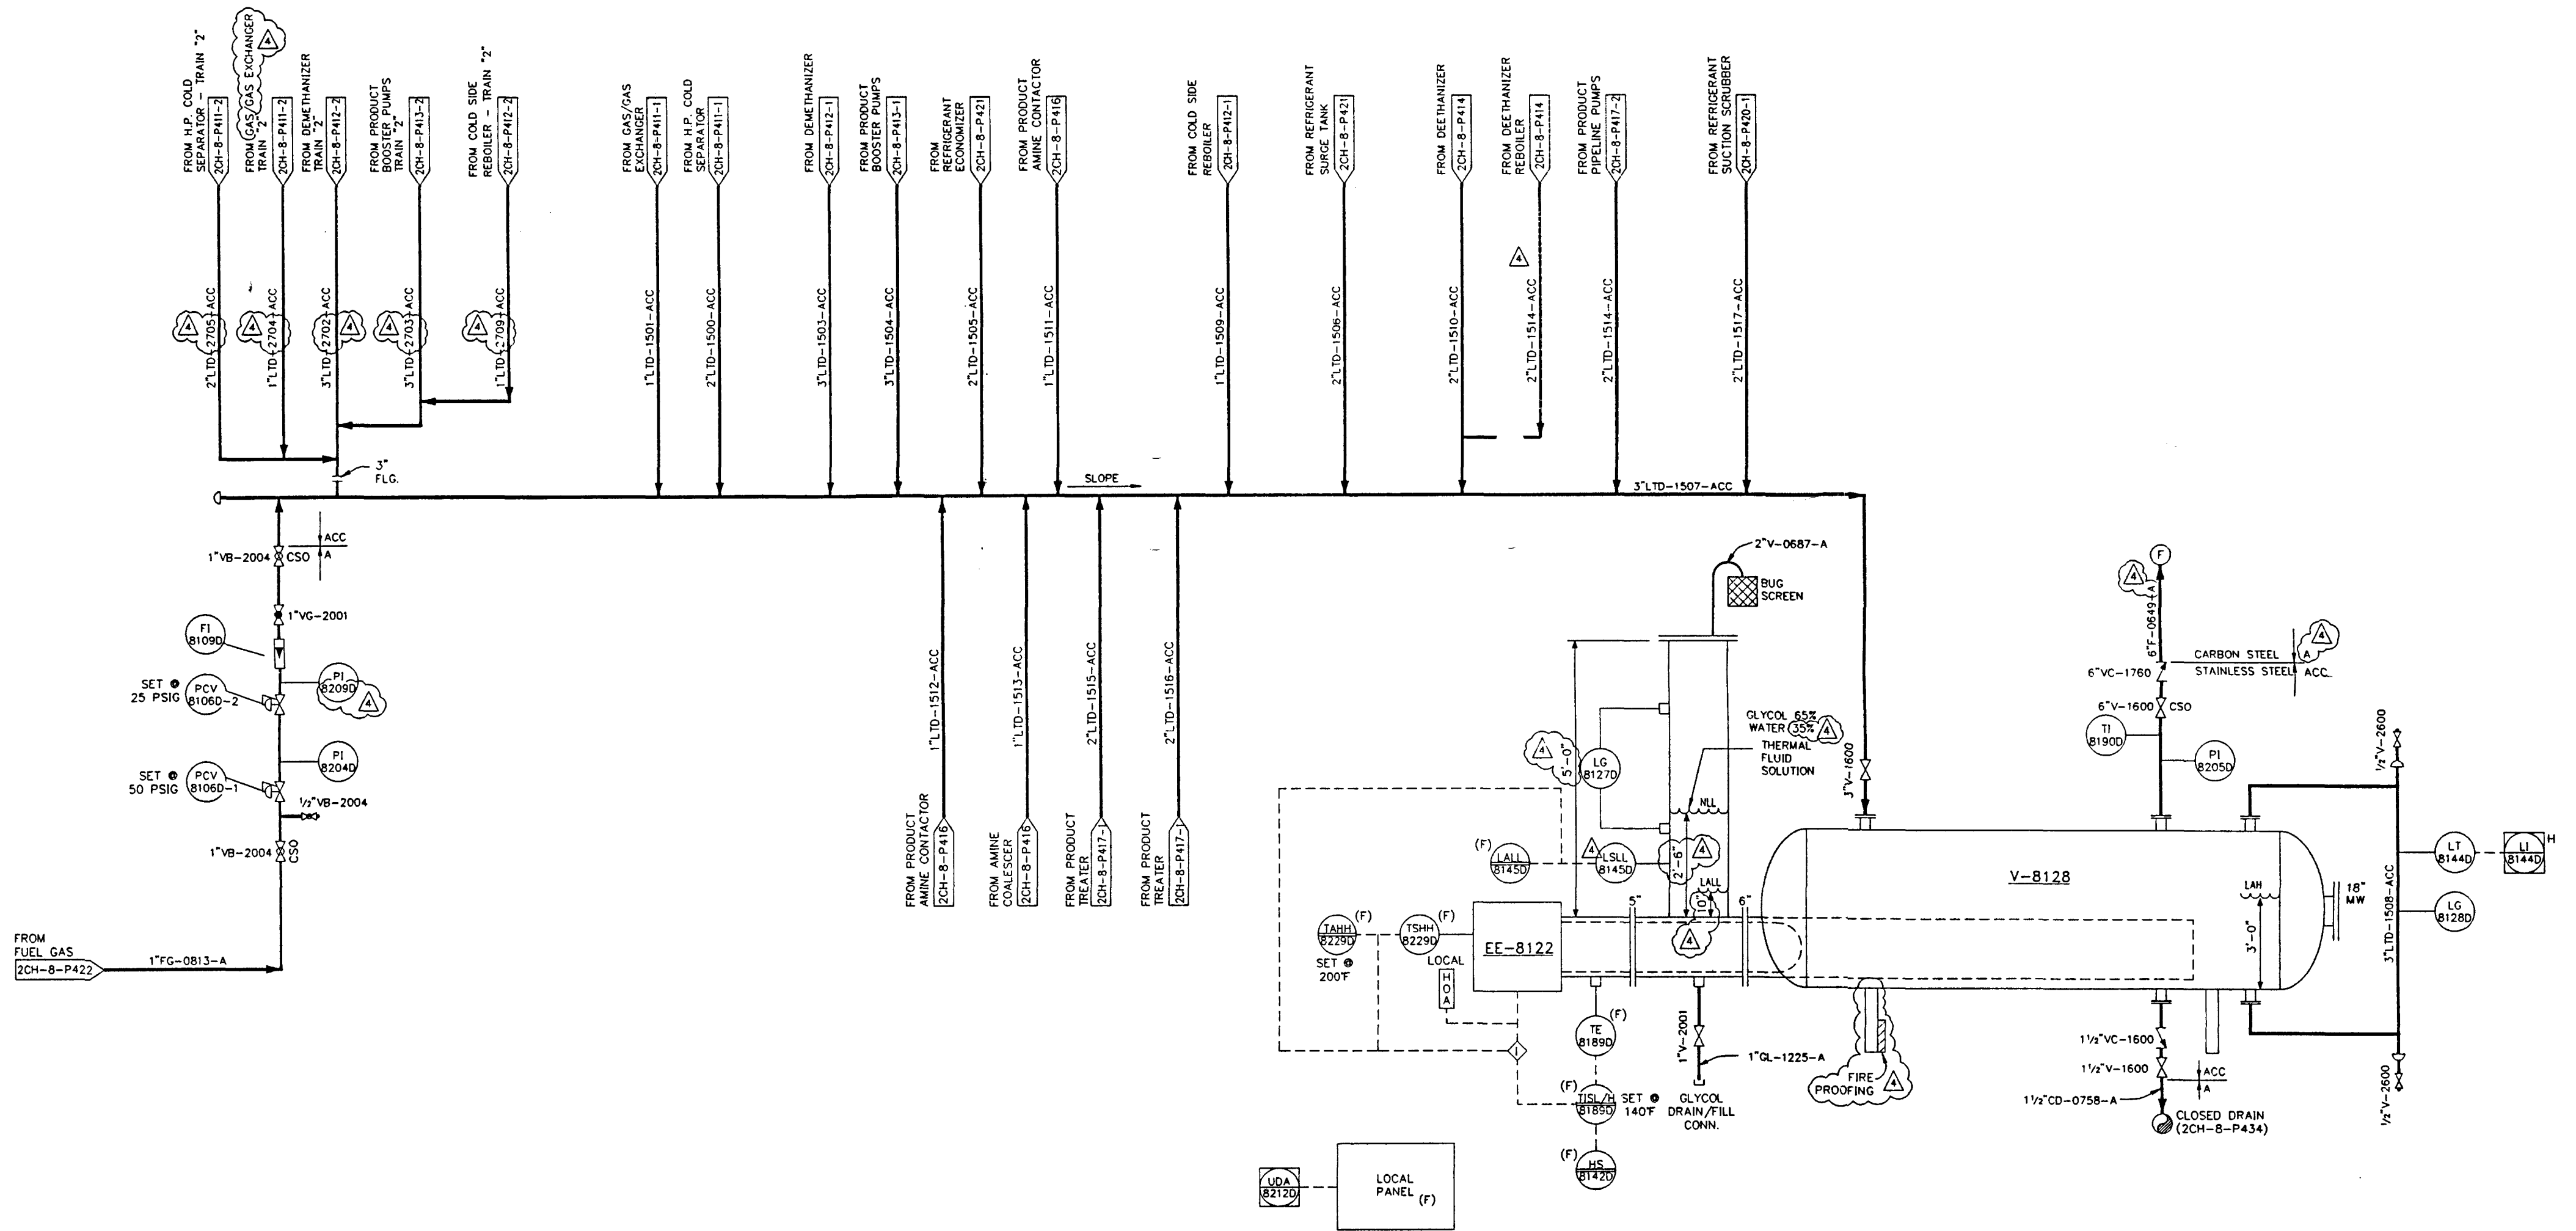 FROM H.P. COLD
SEPARATOR - TRAIN "2"
2CH-8-P411-2
4
FROM GAS/GAS EXCHANGER
TRAIN "2"
2CH-8-P411-2
FROM DEMETHANIZER
TRAIN "2"
2CH-8-P412-2
FROM PRODUCT
BOOSTER PUMPS
TRAIN "2"
2CH-8-P413-2
FROM COLD SIDE
REBOILER - TRAIN "2"
2CH-8-P412-2
FROM GAS/GAS
EXCHANGER
2CH-8-P411-1
FROM H.P. COLD
SEPARATOR
2CH-8-P411-1
FROM DEMETHANIZER
2CH-8-P412-1
FROM PRODUCT
BOOSTER PUMPS
2CH-8-P413-1
FROM
REFRIGERANT
ECONOMIZER
2CH-8-P421
FROM PRODUCT
AMINE CONTACTOR
2CH-8-P416
FROM COLD SIDE
REBOILER
2CH-8-P412-1
FROM REFRIGERANT
SURGE TANK
2CH-8-P421
FROM DEETHANIZER
2CH-8-P414
FROM DEETHANIZER
REBOILER
2CH-8-P414
FROM PRODUCT
PIPELINE PUMPS
2CH-8-P417-2
FROM REFRIGERANT
SUCTION SCRUBBER
2CH-8-P420-1
4
2"LTD-2705-ACC
4
1"LTD-2704-ACC
3"LTD-2702-ACC
4
4
3"LTD-2703-ACC
4
1"LTD-2709-ACC
1"LTD-1501-ACC
2"LTD-1500-ACC
3"LTD-1503-ACC
3"LTD-1504-ACC
2"LTD-1505-ACC
1"LTD-1511-ACC
1"LTD-1509-ACC
2"LTD-1506-ACC
2"LTD-1510-ACC
4
2"LTD-1514-ACC
2"LTD-1514-ACC
2"LTD-1517-ACC
3"
FLG.
SLOPE
3"LTD-1507-ACC
1"VB-2004
CSO
ACC
A
1"VG-2001
FI
8109D
PI
8209D
4
SET @
25 PSIG
PCV
8106D-2
PI
8204D
SET @
50 PSIG
PCV
8106D-1
1/2"VB-2004
1"VB-2004
CSO
FROM
FUEL GAS
2CH-8-P422
1"FG-0813-A
1"LTD-1512-ACC
1"LTD-1513-ACC
2"LTD-1515-ACC
2"LTD-1516-ACC
FROM PRODUCT
AMINE CONTACTOR
2CH-8-P416
FROM AMINE
COALESCER
2CH-8-P416
FROM PRODUCT
TREATER
2CH-8-P417-1
FROM PRODUCT
TREATER
2CH-8-P417-1
2"V-0687-A
BUG
SCREEN
4
5'-0"
LG
8127D
GLYCOL 65%
WATER 35%
4
THERMAL
FLUID
SOLUTION
NLL
3"V-1600
(F)
LALL
8145D
4
LSLL
8145D
2'-6"
4
LALL
10"
4
5"
6"
EE-8122
V-8128
TAHH
8229D
(F)
SET @
200°F
TSHH
8229D
(F)
LOCAL
H
O
A
TE
8189D
(F)
I
(F)
TISL/H
8189D
SET @
140°F
(F)
HS
8142D
1"V-2001
1"GL-1225-A
GLYCOL
DRAIN/FILL
CONN.
UDA
8212D
LOCAL
PANEL
(F)
F
4
6"F-0649-A
CARBON STEEL
A
4
STAINLESS STEEL
ACC.
6"VC-1760
6"V-1600
CSO
TI
8190D
PI
8205D
1/2"V-2600
LT
8144D
LI
8144D
H
LG
8128D
3"LTD-1508-ACC
LAH
3'-0"
18"
MW
FIRE
PROOFING
4
1 1/2"VC-1600
1 1/2"V-1600
ACC
A
1 1/2"CD-0758-A
CLOSED DRAIN
(2CH-8-P434)
1/2"V-2600